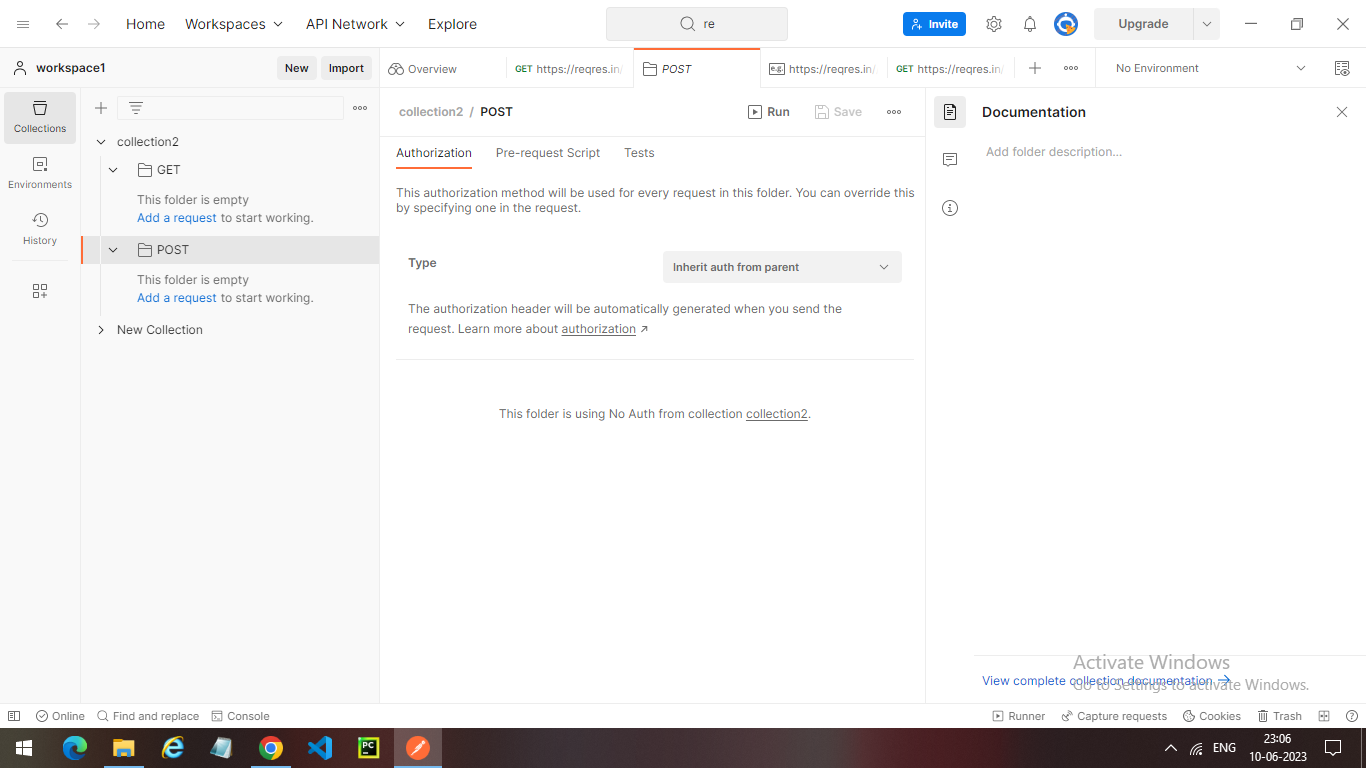 Home
Workspaces
API Network
Explore
re
Invite
Upgrade
workspace1
New
Import
Overview
GET https://reqres.in/
POST
e.g. https://reqres.in/
GET https://reqres.in/
No Environment
Collections
Environments
History
collection2
GET
This folder is empty
Add a request to start working.
POST
This folder is empty
Add a request to start working.
New Collection
collection2 / POST
Run
Save
Authorization
Pre-request Script
Tests
This authorization method will be used for every request in this folder. You can override this
by specifying one in the request.
Type
Inherit auth from parent
The authorization header will be automatically generated when you send the
request. Learn more about authorization ↗
This folder is using No Auth from collection collection2.
Documentation
Add folder description...
Activate Windows
View complete collection documentation →
Go to Settings to activate Windows.
Online
Find and replace
Console
Runner
Capture requests
Cookies
Trash
PC
ENG
23:06
10-06-2023